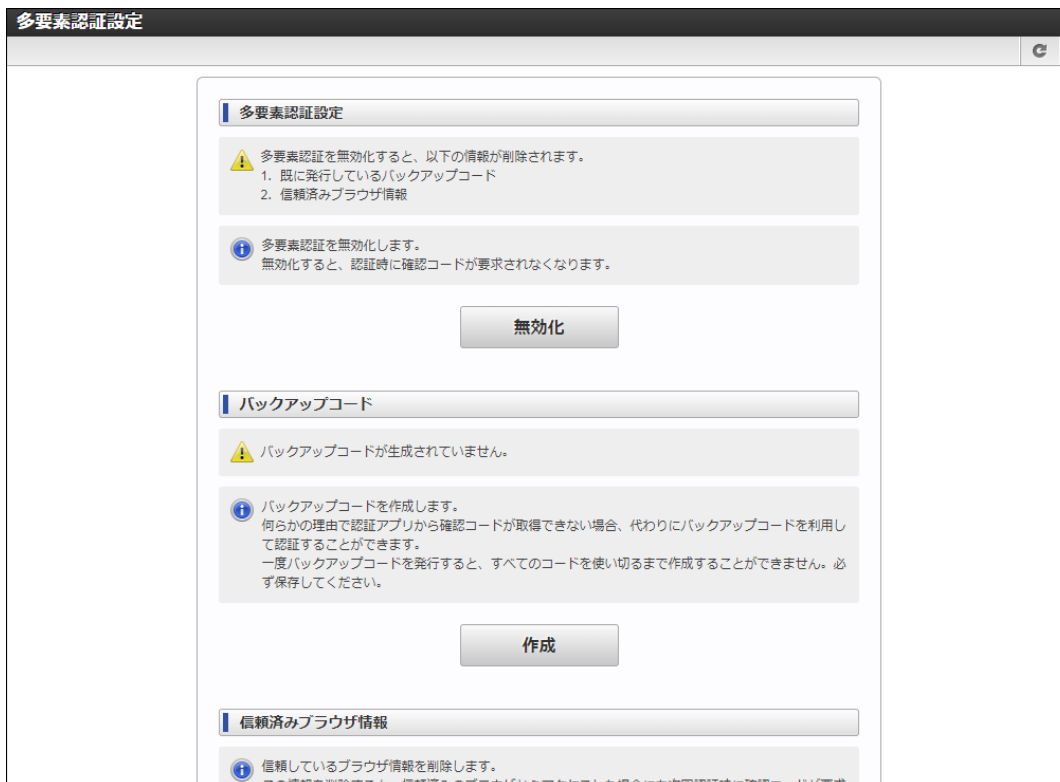 多要素認証設定
多要素認証設定
多要素認証を無効化すると、以下の情報が削除されます。
1. 既に発行しているバックアップコード
2. 信頼済みブラウザ情報
多要素認証を無効化します。
無効化すると、認証時に確認コードが要求されなくなります。
無効化
バックアップコード
バックアップコードが生成されていません。
バックアップコードを作成します。
何らかの理由で認証アプリから確認コードが取得できない場合、代わりにバックアップコードを利用し
て認証することができます。
一度バックアップコードを発行すると、すべてのコードを使い切るまで作成することができません。必
ず保存してください。
作成
信頼済みブラウザ情報
信頼しているブラウザ情報を削除します。